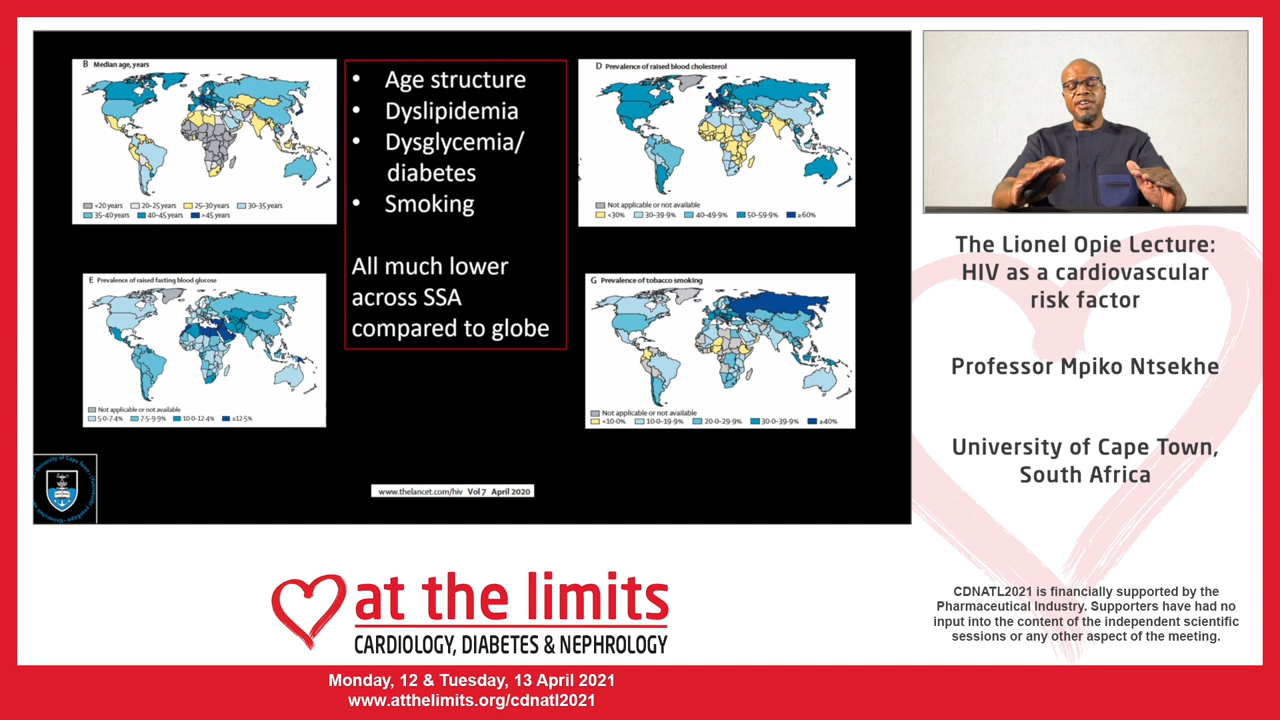 B Median age, years
<20 years 20–25 years 25–30 years 30–35 years
35–40 years 40–45 years >45 years
• Age structure
• Dyslipidemia
• Dysglycemia/
diabetes
• Smoking
All much lower
across SSA
compared to globe
D Prevalence of raised blood cholesterol
Not applicable or not available
<30% 30–39·9% 40–49·9% 50–59·9% ≥60%
E Prevalence of raised fasting blood glucose
Not applicable or not available
5·0–7·4% 7·5–9·9% 10·0–12·4% ≥12·5%
G Prevalence of tobacco smoking
Not applicable or not available
<10·0% 10·0–19·9% 20·0–29·9% 30·0–39·9% ≥40%
www.thelancet.com/hiv Vol 7 April 2020
University of Cape Town
The Lionel Opie Lecture:
HIV as a cardiovascular
risk factor
Professor Mpiko Ntsekhe
University of Cape Town,
South Africa
CDNATL2021 is financially supported by the
Pharmaceutical Industry. Supporters have had no
input into the content of the independent scientific
sessions or any other aspect of the meeting.
at the limits
CARDIOLOGY, DIABETES & NEPHROLOGY
Monday, 12 & Tuesday, 13 April 2021
www.atthelimits.org/cdnatl2021